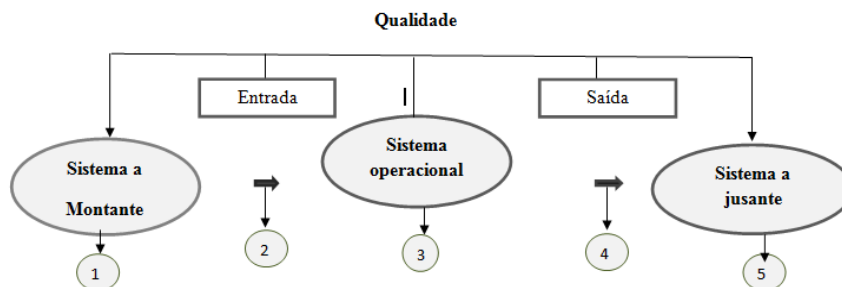 Qualidade
Entrada
Saída
Sistema a
Montante
Sistema
operacional
Sistema a
jusante
1
2
3
4
5